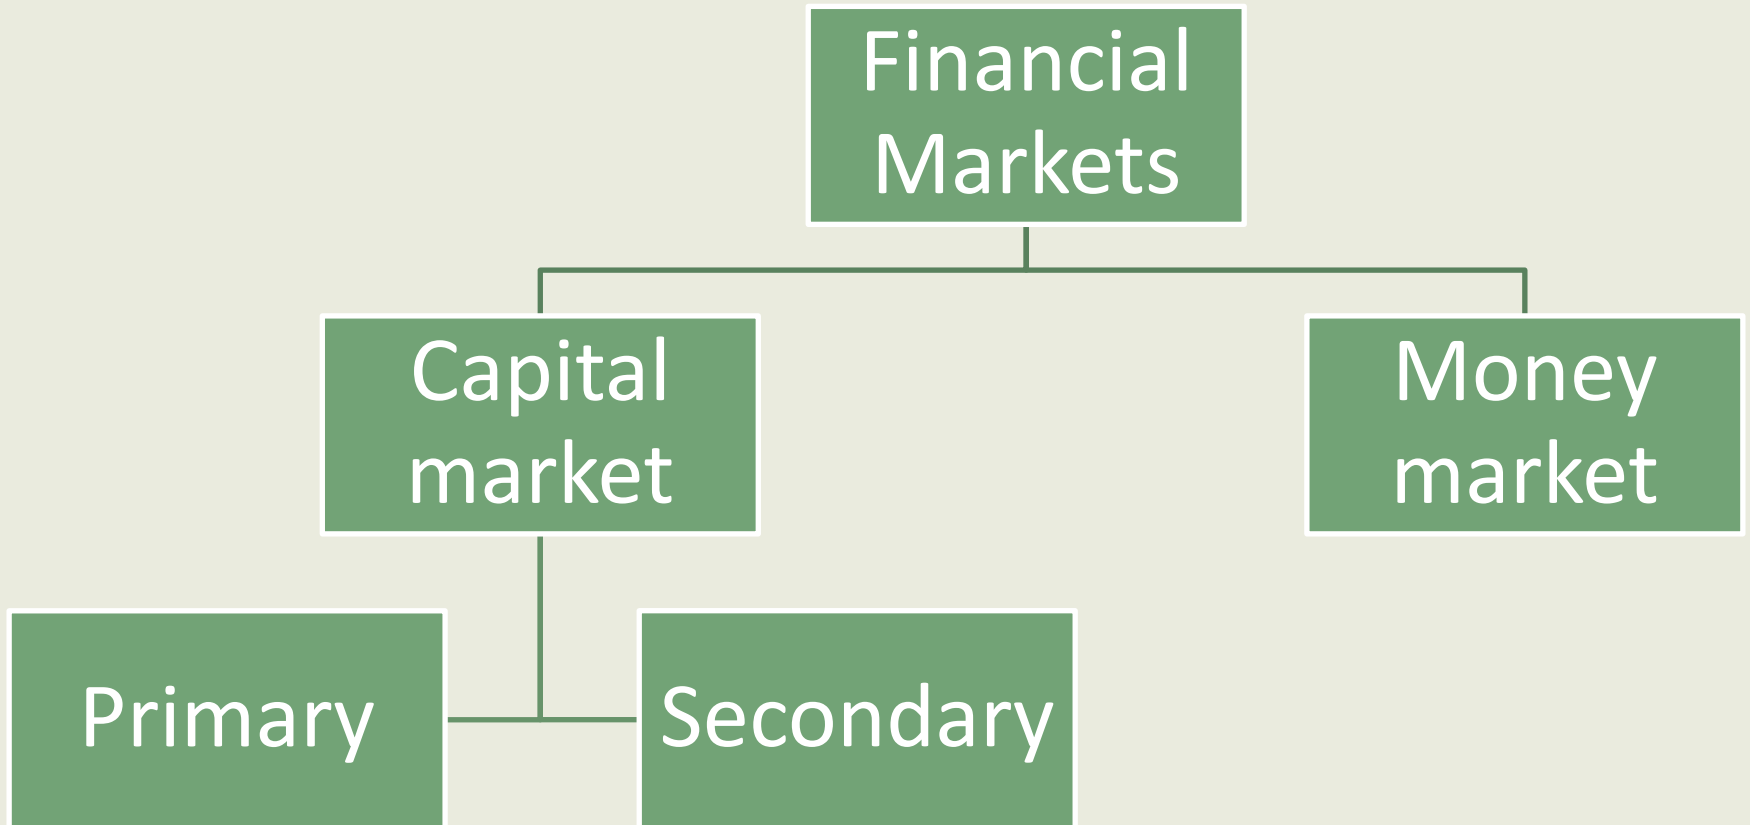 Financial
Markets
Capital
market
Money
market
Primary
Secondary